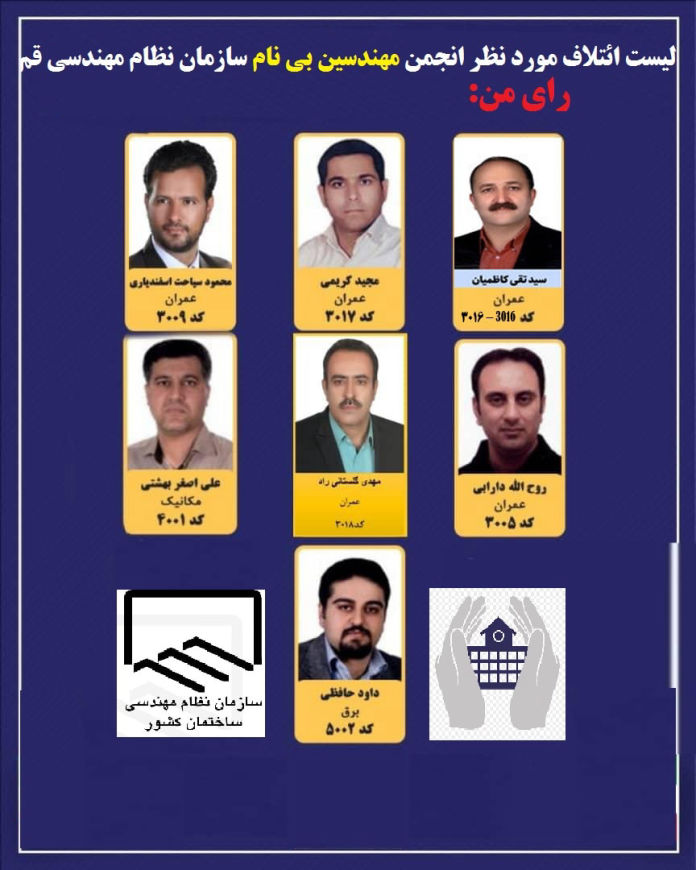 لیست ائتلاف مورد نظر انجمن مهندسین بی نام سازمان نظام مهندسی قم
رای من:
سید تقی کاظمیان
عمران
کد 3016 - ۳۰۱۶
مجید کریمی
عمران
کد ۳۰۱۷
محمود سیاحت اسفندیاری
عمران
کد ۳۰۰۹
روح الله دارابی
عمران
کد ۳۰۰۵
مهدی گلستانی راد
عمران
کد۳۰۱۸
علی اصغر بهشتی
مکانیک
کد ۴۰۰۱
داود حافظی
برق
کد ۵۰۰۲
سازمان نظام مهندسی
ساختمان کشور